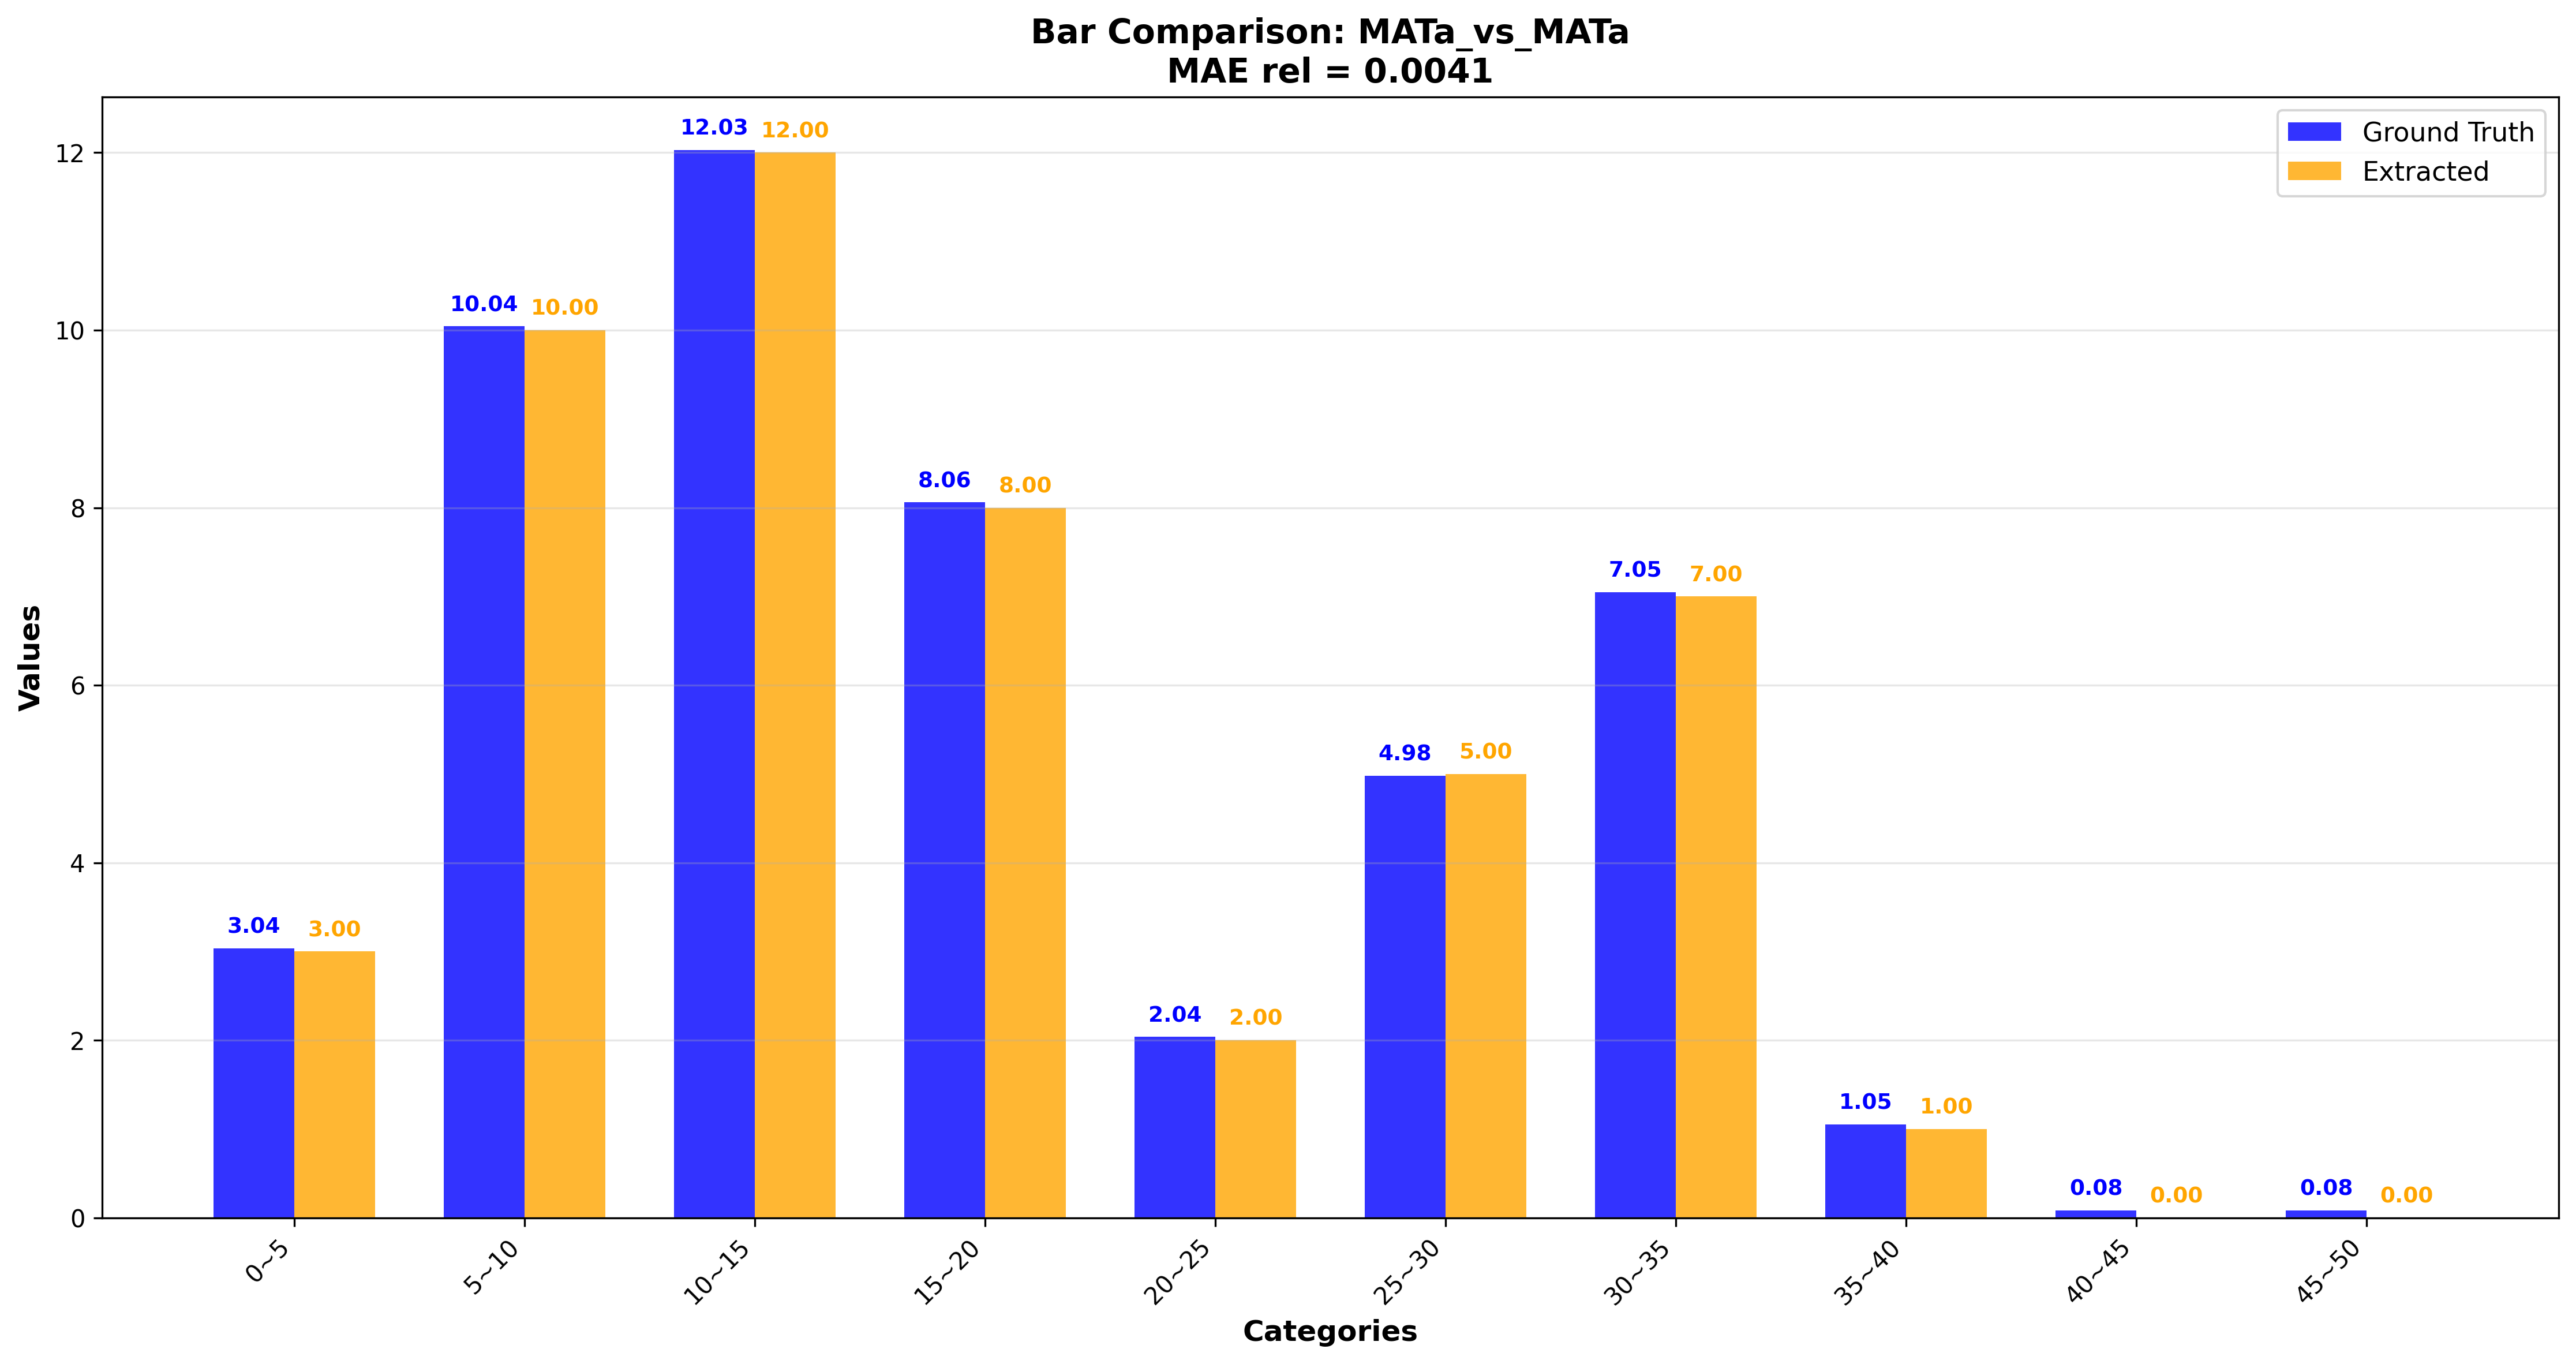 Bar Comparison: MATa_vs_MATa
MAE rel = 0.0041
Ground Truth
Extracted
Values
12
10
8
6
4
2
0
3.04 3.00
10.04 10.00
12.03 12.00
8.06 8.00
2.04 2.00
4.98 5.00
7.05 7.00
1.05 1.00
0.08 0.00
0.08 0.00
0~5 5~10 10~15 15~20 20~25 25~30 30~35 35~40 40~45 45~50
Categories